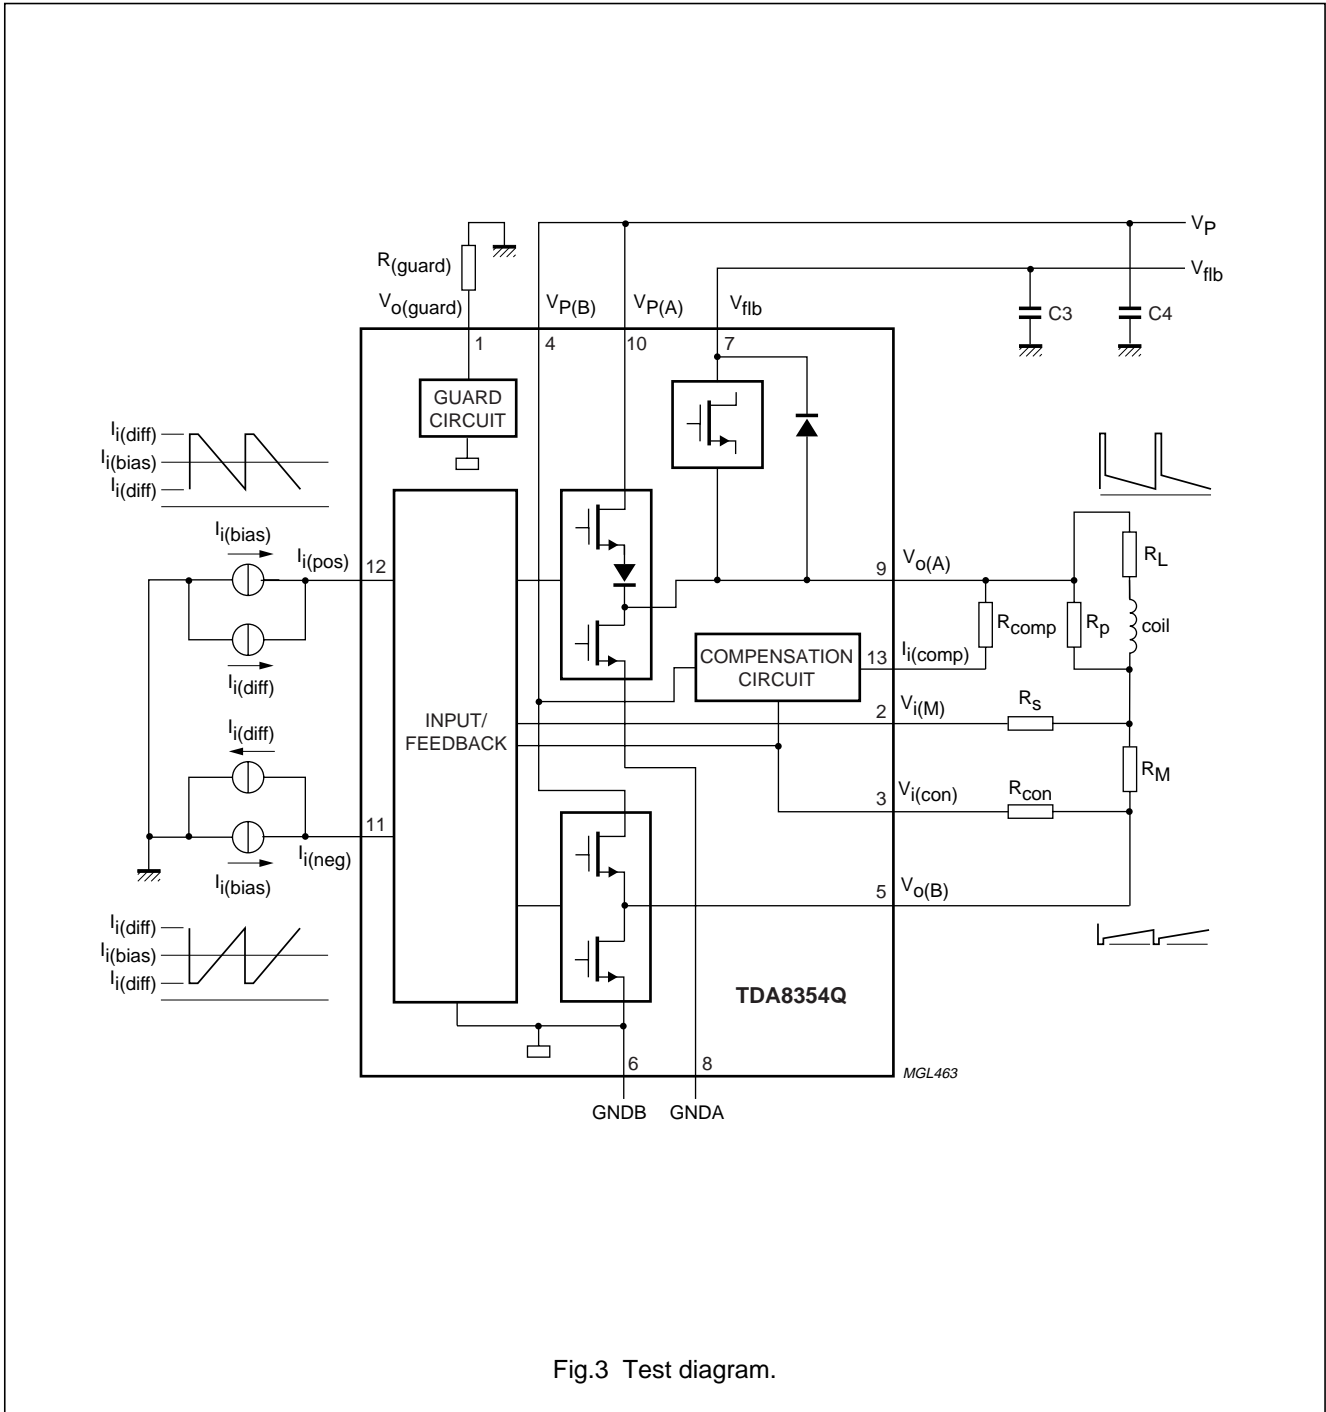 V_P
V_flb
R_(guard)
V_o(guard)
V_P(B)
V_P(A)
V_flb
C3
C4
1
4
10
7
GUARD
CIRCUIT
I_i(diff)
I_i(bias)
I_i(diff)
I_i(bias)
I_i(pos)
12
I_i(diff)
9
V_o(A)
R_L
R_comp
R_p
coil
COMPENSATION
CIRCUIT
13
I_i(comp)
INPUT/
FEEDBACK
2
V_i(M)
R_s
I_i(diff)
R_M
3
V_i(con)
R_con
11
I_i(neg)
I_i(bias)
5
V_o(B)
I_i(diff)
I_i(bias)
I_i(diff)
TDA8354Q
6
8
MGL463
GNDB
GNDA
Fig.3 Test diagram.